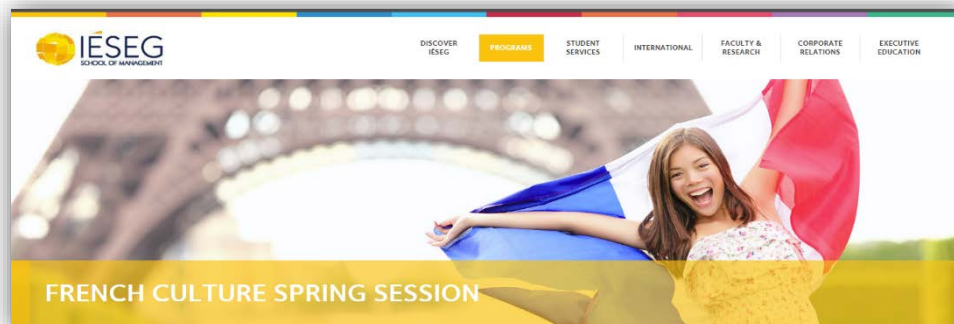 IÉSEG
SCHOOL OF MANAGEMENT
DISCOVER
IÉSEG
PROGRAMS
STUDENT
SERVICES
INTERNATIONAL
FACULTY &
RESEARCH
CORPORATE
RELATIONS
EXECUTIVE
EDUCATION
FRENCH CULTURE SPRING SESSION